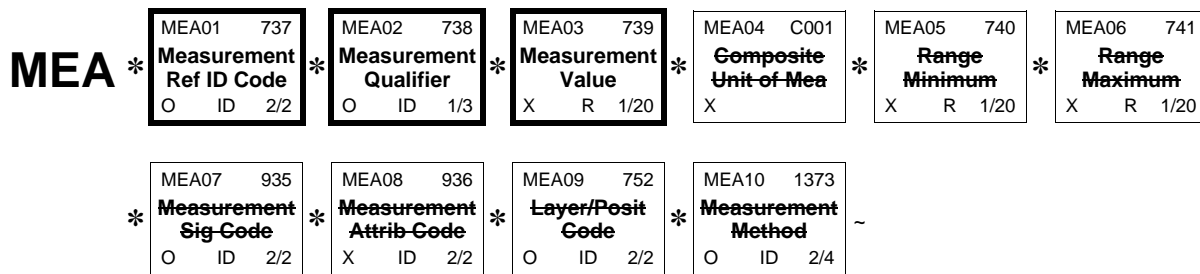 MEA * MEA01 737 * MEA02 738 * MEA03 739 * MEA04 C001 * MEA05 740 * MEA06 741
Measurement Measurement Measurement Composite Range Range
Ref ID Code Qualifier Value Unit of Mea Minimum Maximum
O ID 2/2 O ID 1/3 X R 1/20 X X R 1/20 X R 1/20
* MEA07 935 * MEA08 936 * MEA09 752 * MEA10 1373 ~
Measurement Measurement Layer/Posit Measurement
Sig Code Attrib Code Code Method
O ID 2/2 X ID 2/2 O ID 2/2 O ID 2/4